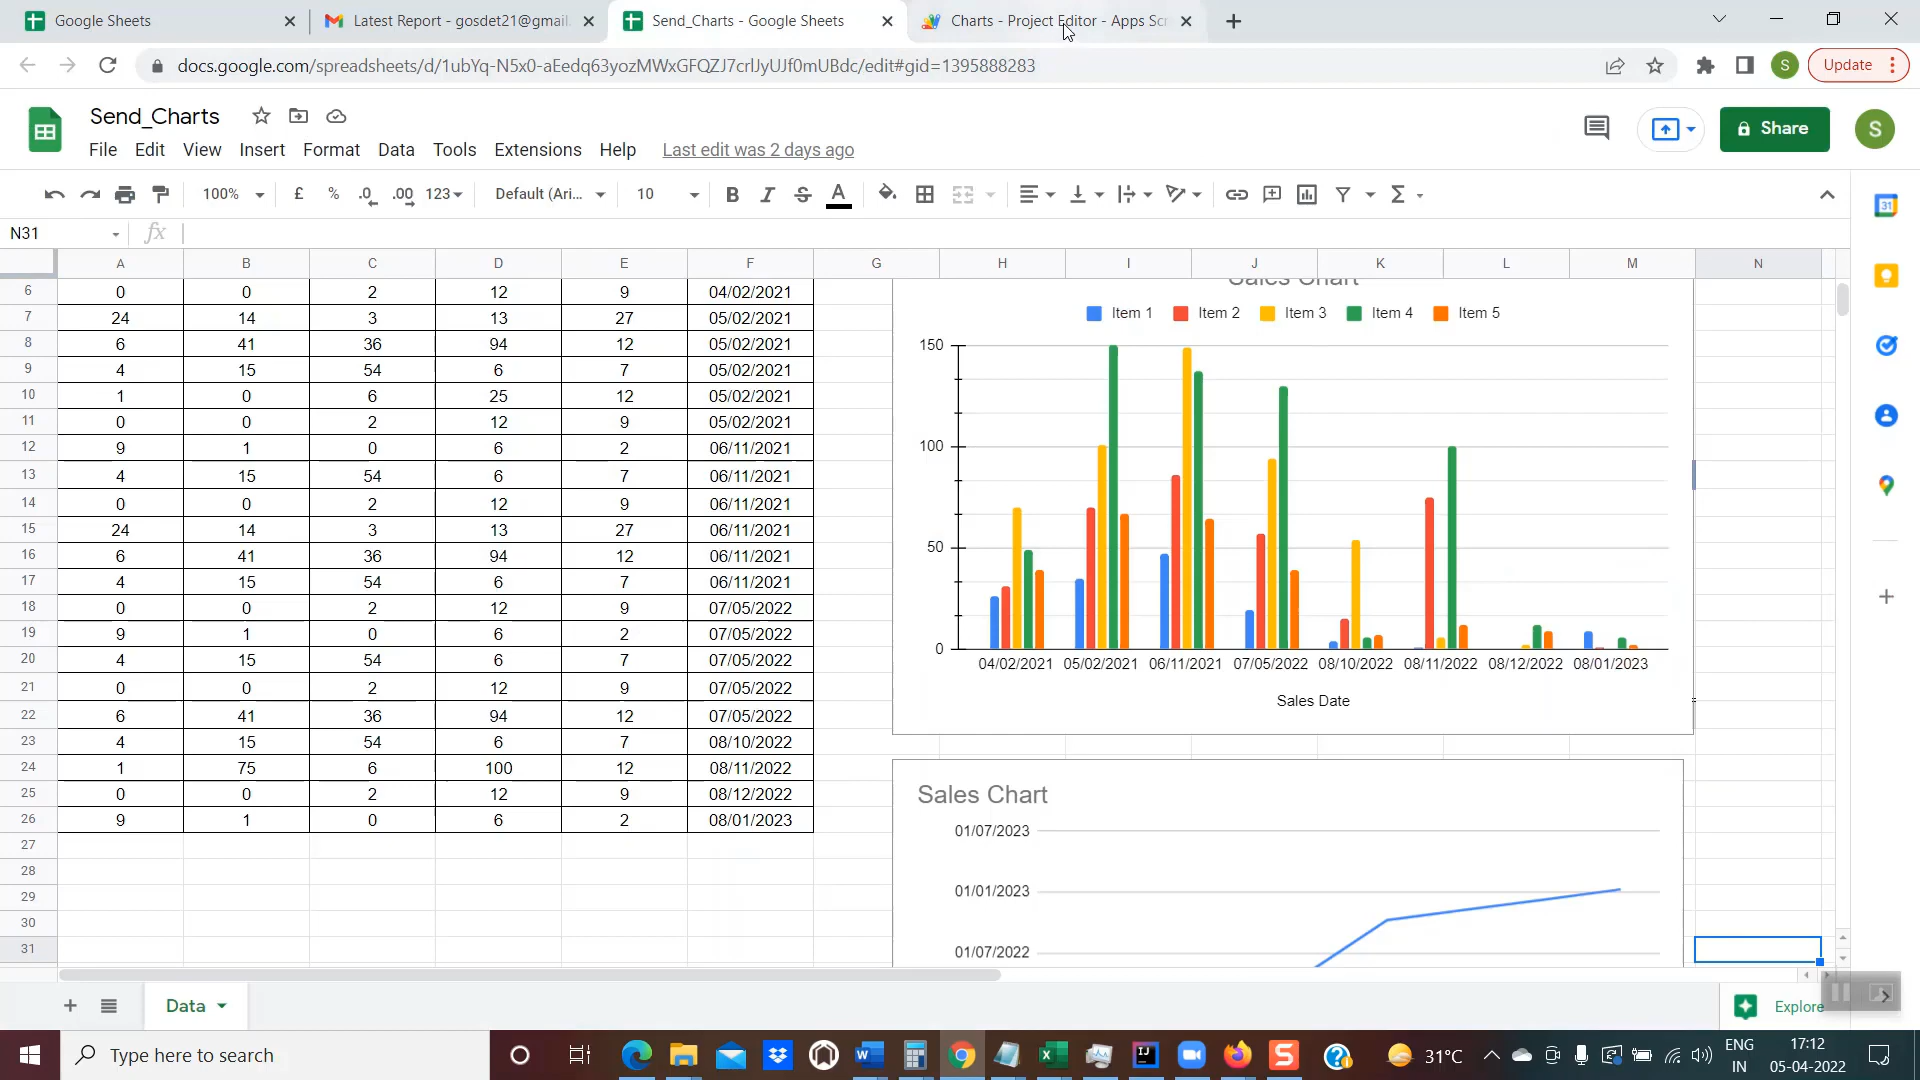 Google Sheets
Latest Report - gosdet21@gmail.
Send_Charts - Google Sheets
Charts - Project Editor - Apps Scr
docs.google.com/spreadsheets/d/1ubYq-N5x0-aEedq63yozMWxGFQZJ7crlJyUJf0mUBdc/edit#gid=1395888283
S
Update
Send_Charts
Share
S
File Edit View Insert Format Data Tools Extensions Help Last edit was 2 days ago
100% £ % .0 .00 123 Default (Ari... 10 B I S A Σ
31
N31 fx
A B C D E F G H I J K L M N
6 0 0 2 12 9 04/02/2021
7 24 14 3 13 27 05/02/2021
8 6 41 36 94 12 05/02/2021
9 4 15 54 6 7 05/02/2021
10 1 0 6 25 12 05/02/2021
11 0 0 2 12 9 05/02/2021
12 9 1 0 6 2 06/11/2021
13 4 15 54 6 7 06/11/2021
14 0 0 2 12 9 06/11/2021
15 24 14 3 13 27 06/11/2021
16 6 41 36 94 12 06/11/2021
17 4 15 54 6 7 06/11/2021
18 0 0 2 12 9 07/05/2022
19 9 1 0 6 2 07/05/2022
20 4 15 54 6 7 07/05/2022
21 0 0 2 12 9 07/05/2022
22 6 41 36 94 12 07/05/2022
23 4 15 54 6 7 08/10/2022
24 1 75 6 100 12 08/11/2022
25 0 0 2 12 9 08/12/2022
26 9 1 0 6 2 08/01/2023
27
28
29
30
31
Sales Chart
Item 1 Item 2 Item 3 Item 4 Item 5
150
100
50
0
04/02/2021 05/02/2021 06/11/2021 07/05/2022 08/10/2022 08/11/2022 08/12/2022 08/01/2023
Sales Date
Sales Chart
01/07/2023
01/01/2023
01/07/2022
Data
Explore
Type here to search
31°C
ENG
IN
17:12
05-04-2022